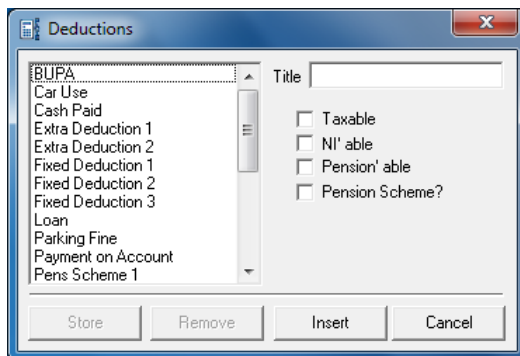 Deductions
BUPA
Car Use
Cash Paid
Extra Deduction 1
Extra Deduction 2
Fixed Deduction 1
Fixed Deduction 2
Fixed Deduction 3
Loan
Parking Fine
Payment on Account
Pens Scheme 1
Title
Taxable
NI' able
Pension' able
Pension Scheme?
Store Remove Insert Cancel